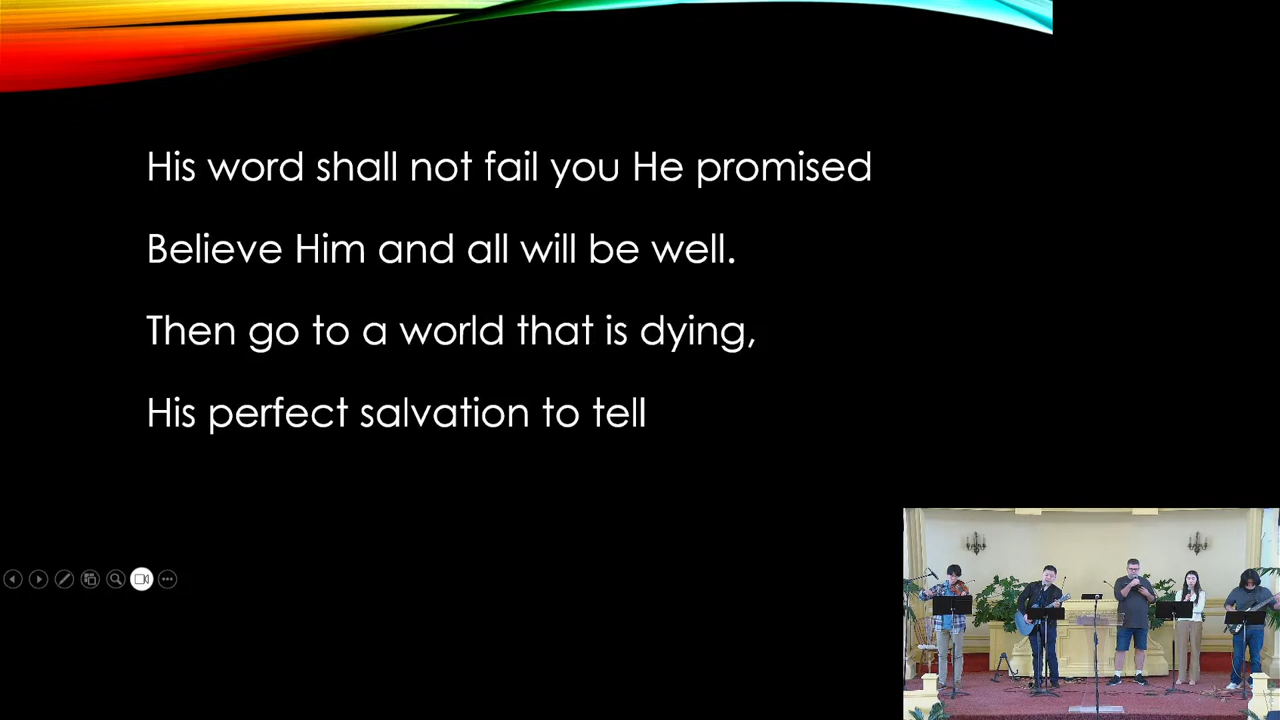 His word shall not fail you He promised
Believe Him and all will be well.
Then go to a world that is dying,
His perfect salvation to tell